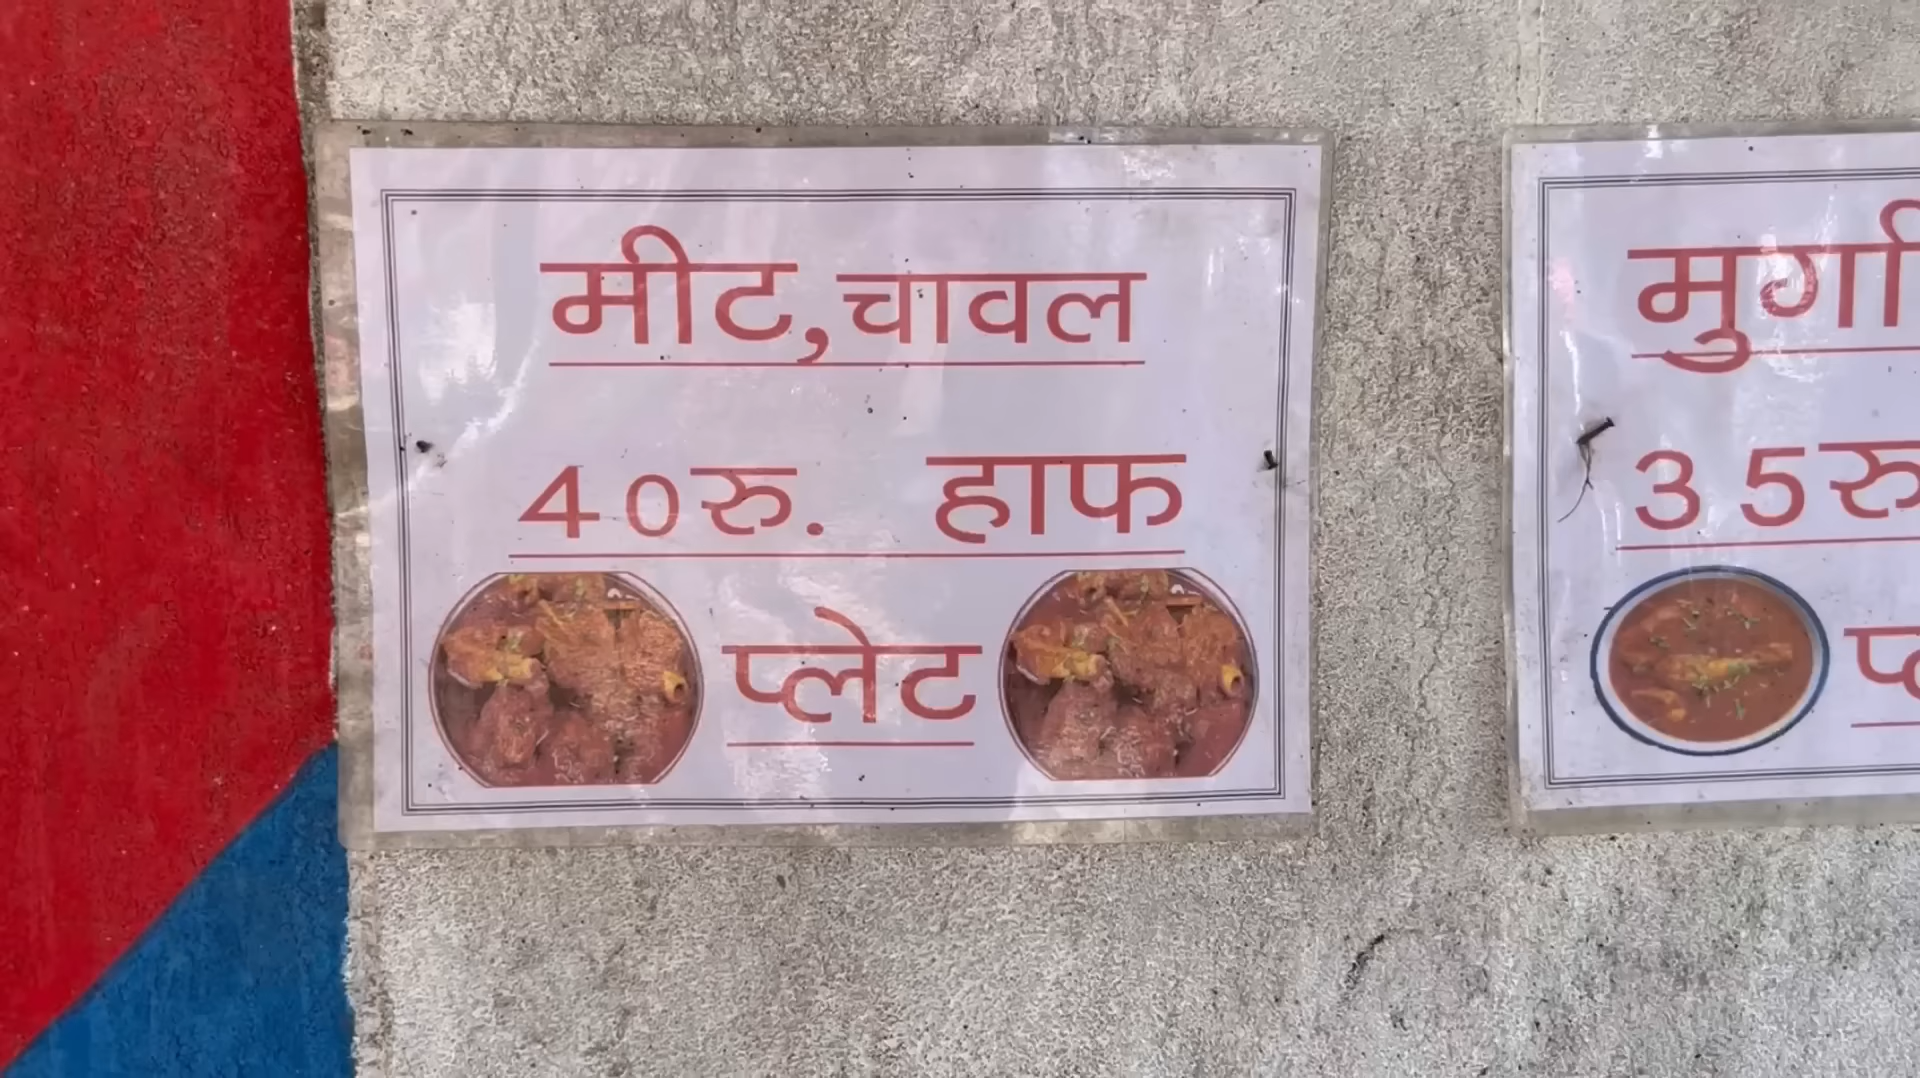 मीट,चावल
40रु. हाफ
प्लेट
मुर्गा
35रु